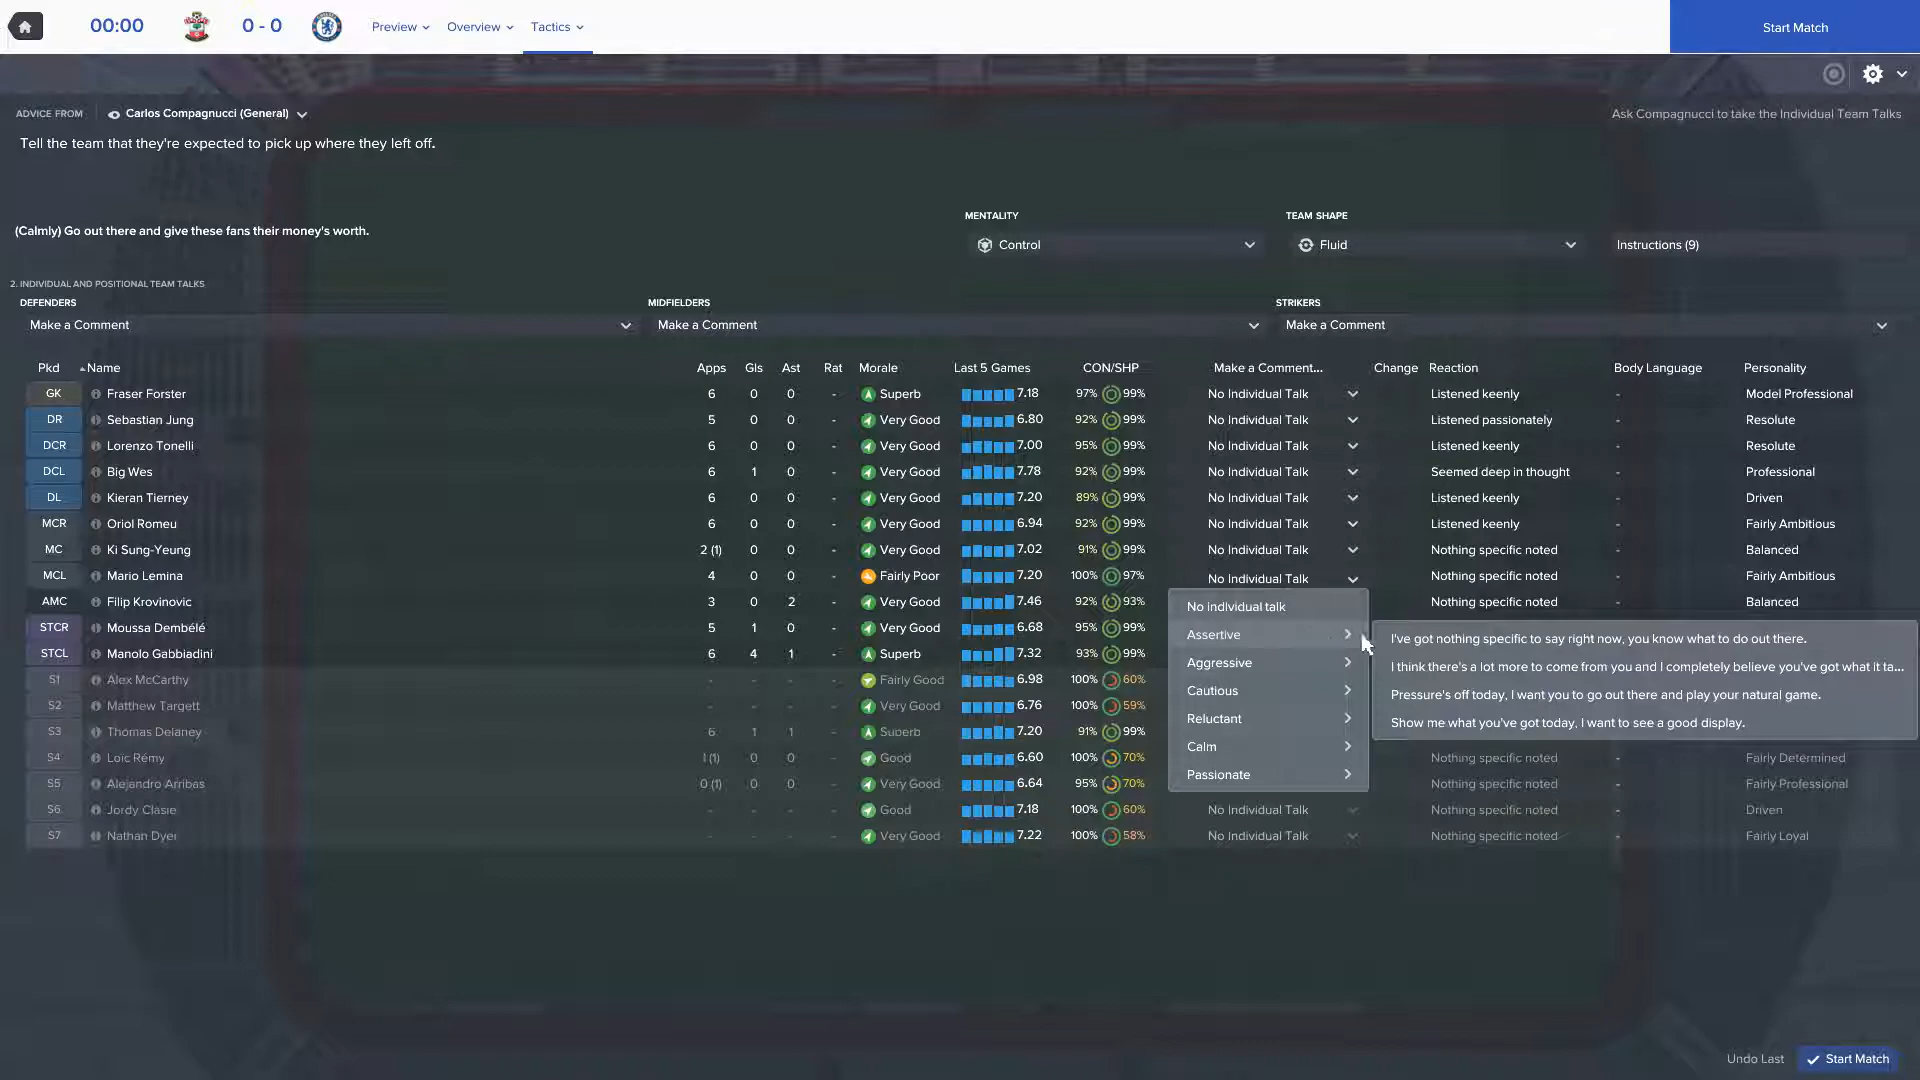 00:00 0 - 0 Preview Overview Tactics Start Match
ADVICE FROM Carlos Compagnucci (General) Ask Compagnucci to take the Individual Team Talks
Tell the team that they're expected to pick up where they left off.
MENTALITY TEAM SHAPE
(Calmly) Go out there and give these fans their money's worth.
Control Fluid Instructions (9)
2. INDIVIDUAL AND POSITIONAL TEAM TALKS
DEFENDERS MIDFIELDERS STRIKERS
Make a Comment Make a Comment Make a Comment
Pkd Name Apps Gls Ast Rat Morale Last 5 Games CON/SHP Make a Comment... Change Reaction Body Language Personality
GK Fraser Forster 6 0 0 - Superb 7.18 97% 99% No Individual Talk Listened keenly - Model Professional
DR Sebastian Jung 5 0 0 - Very Good 6.80 92% 99% No Individual Talk Listened passionately - Resolute
DCR Lorenzo Tonelli 6 0 0 - Very Good 7.00 95% 99% No Individual Talk Listened keenly - Resolute
DCL Big Wes 6 1 0 - Very Good 7.78 92% 99% No Individual Talk Seemed deep in thought - Professional
DL Kieran Tierney 6 0 0 - Very Good 7.20 89% 99% No Individual Talk Listened keenly - Driven
MCR Oriol Romeu 6 0 0 - Very Good 6.94 92% 99% No Individual Talk Listened keenly - Fairly Ambitious
MC Ki Sung-Yeung 2 (1) 0 0 - Very Good 7.02 91% 99% No Individual Talk Nothing specific noted - Balanced
MCL Mario Lemina 4 0 0 - Fairly Poor 7.20 100% 97% No Individual Talk Nothing specific noted - Fairly Ambitious
AMC Filip Krovinovic 3 0 2 - Very Good 7.46 92% 93% Nothing specific noted - Balanced
STCR Moussa Dembélé 5 1 0 - Very Good 6.68 95% 99%
STCL Manolo Gabbiadini 6 4 1 - Superb 7.32 93% 99%
S1 Alex McCarthy - - - - Fairly Good 6.98 100% 60%
S2 Matthew Targett - - - - Very Good 6.76 100% 59%
S3 Thomas Delaney 6 1 1 - Superb 7.20 91% 99%
S4 Loïc Rémy 1 (1) 0 0 - Good 6.60 100% 70% Nothing specific noted - Fairly Determined
S5 Alejandro Arribas 0 (1) 0 0 - Very Good 6.64 95% 70% Nothing specific noted - Fairly Professional
S6 Jordy Clasie - - - - Good 7.18 100% 60% No Individual Talk Nothing specific noted - Driven
S7 Nathan Dyer - - - - Very Good 7.22 100% 58% No Individual Talk Nothing specific noted - Fairly Loyal
No individual talk
Assertive
Aggressive
Cautious
Reluctant
Calm
Passionate
I've got nothing specific to say right now, you know what to do out there.
I think there's a lot more to come from you and I completely believe you've got what it ta...
Pressure's off today, I want you to go out there and play your natural game.
Show me what you've got today, I want to see a good display.
Undo Last Start Match